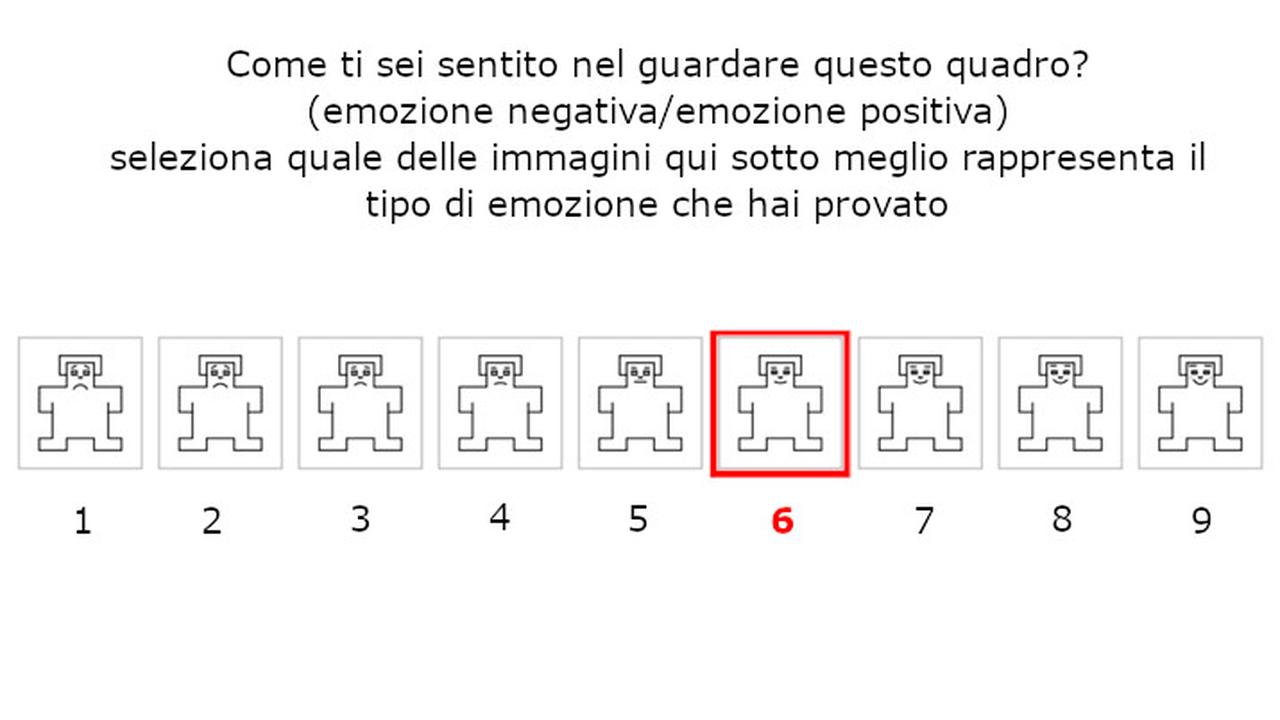 Come ti sei sentito nel guardare questo quadro?
(emozione negativa/emozione positiva)
seleziona quale delle immagini qui sotto meglio rappresenta il
tipo di emozione che hai provato
1 2 3 4 5 6 7 8 9